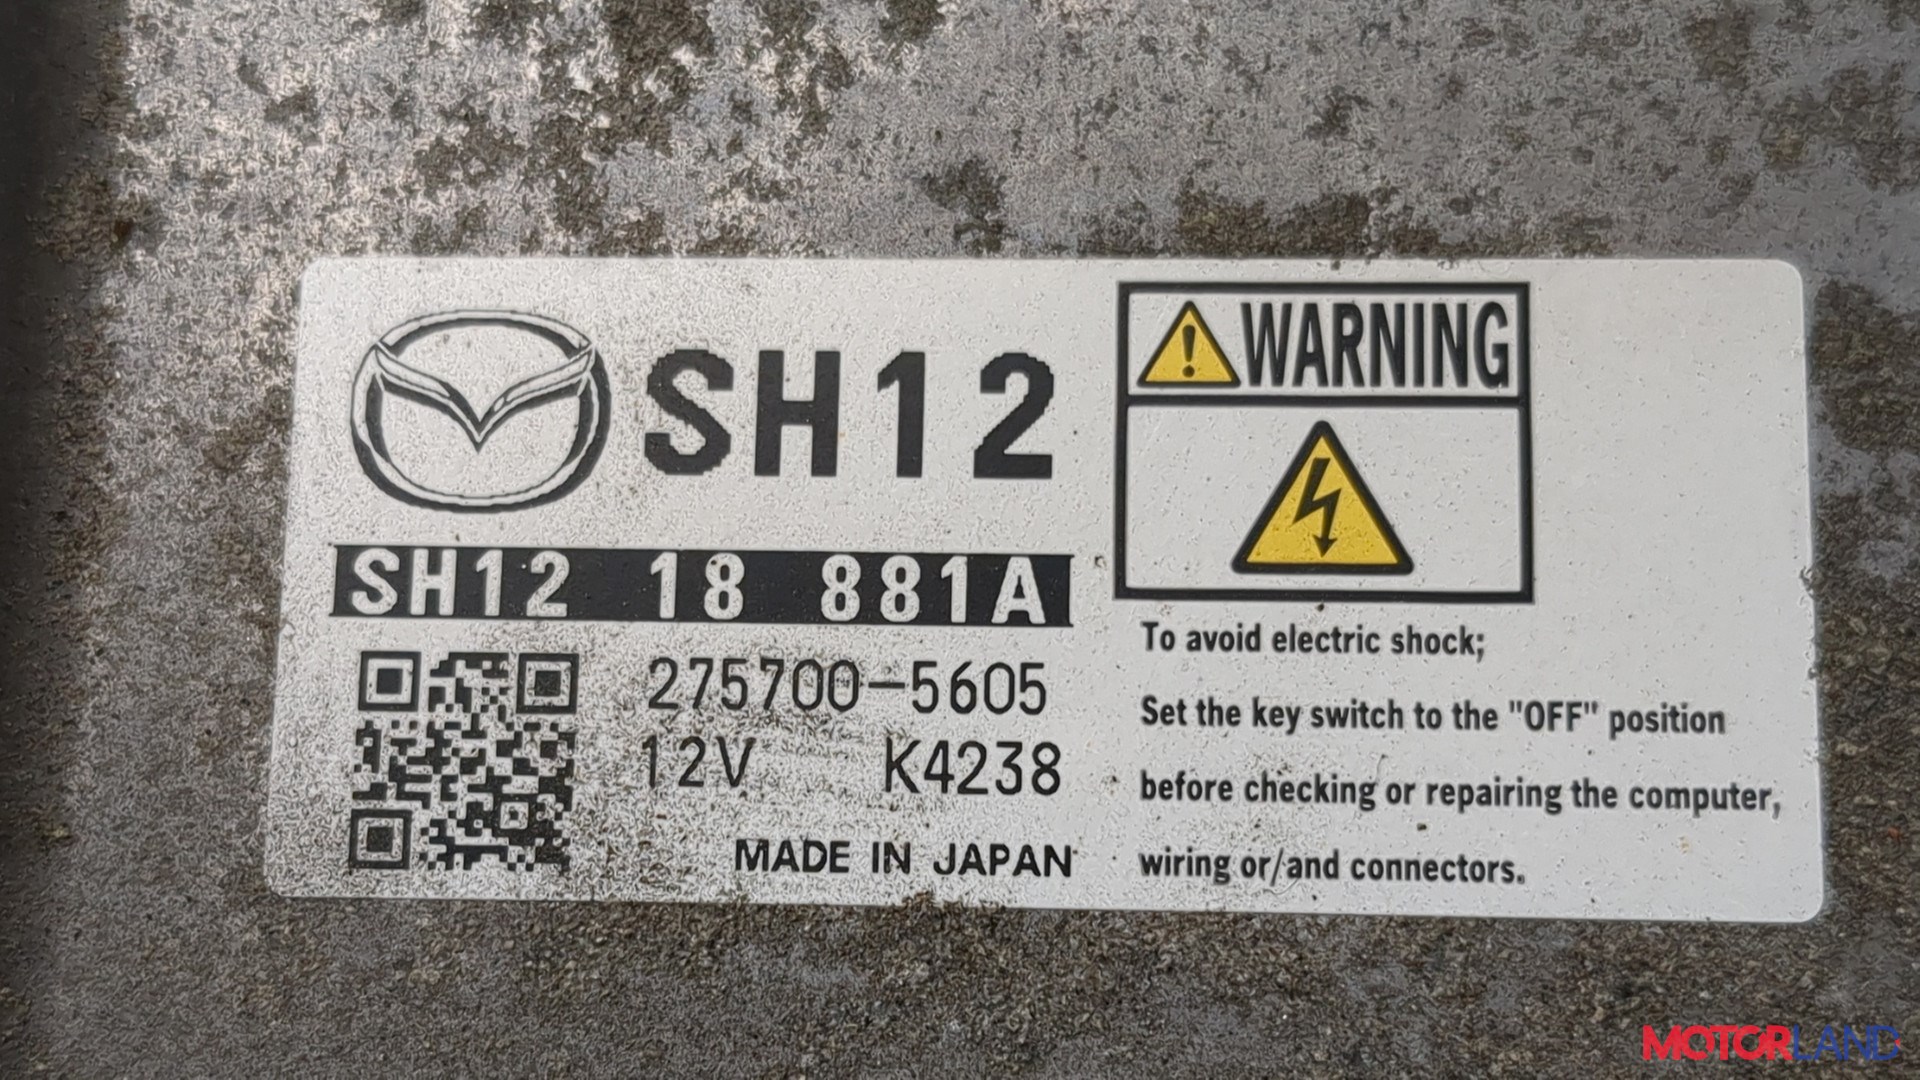 SH12
SH12 18 881A
275700-5605
12V K4238
MADE IN JAPAN
WARNING
To avoid electric shock;
Set the key switch to the "OFF" position
before checking or repairing the computer,
wiring or/and connectors.
MOTORLAND